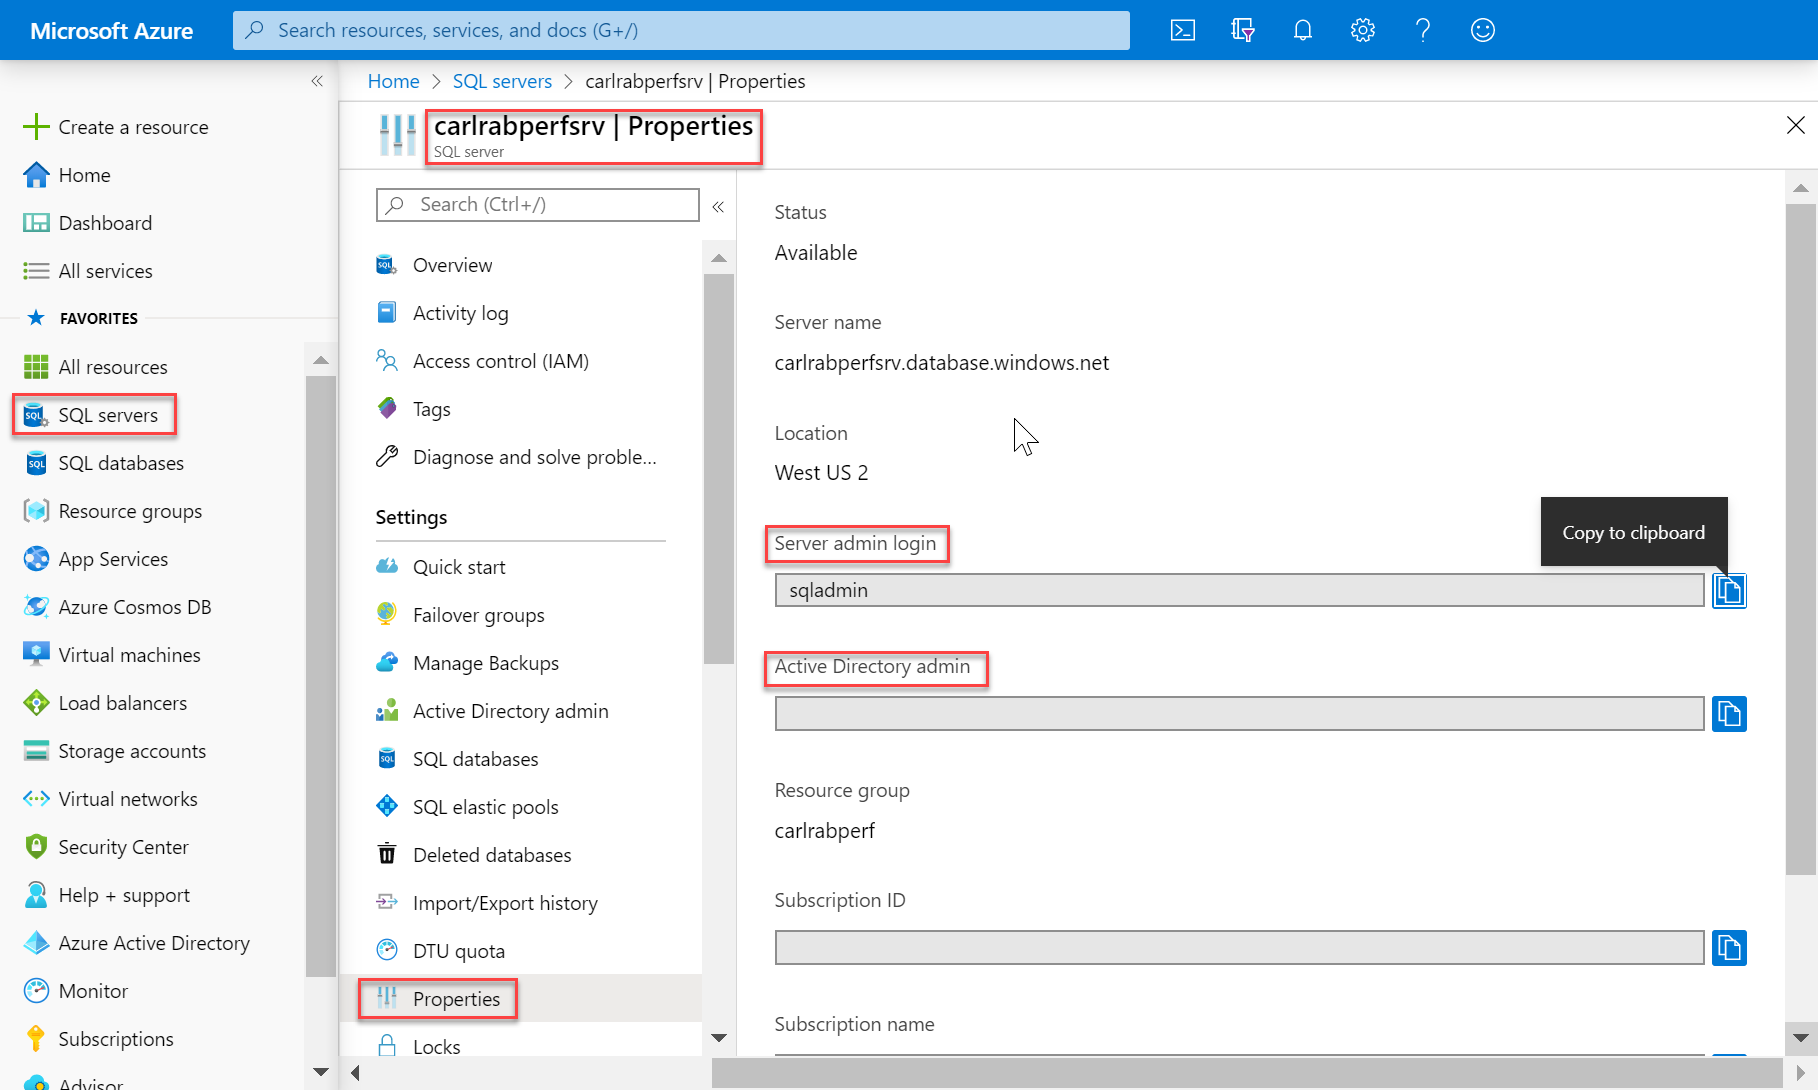 Microsoft Azure
Search resources, services, and docs (G+/)
Home > SQL servers > carlrabperfsrv | Properties
carlrabperfsrv | Properties
SQL server
Create a resource
Home
Dashboard
All services
FAVORITES
All resources
SQL servers
SQL databases
Resource groups
App Services
Azure Cosmos DB
Virtual machines
Load balancers
Storage accounts
Virtual networks
Security Center
Help + support
Azure Active Directory
Monitor
Subscriptions
Advisor
Search (Ctrl+/)
Overview
Activity log
Access control (IAM)
Tags
Diagnose and solve proble...
Settings
Quick start
Failover groups
Manage Backups
Active Directory admin
SQL databases
SQL elastic pools
Deleted databases
Import/Export history
DTU quota
Properties
Locks
Status
Available
Server name
carlrabperfsrv.database.windows.net
Location
West US 2
Server admin login
Copy to clipboard
sqladmin
Active Directory admin
Resource group
carlrabperf
Subscription ID
Subscription name